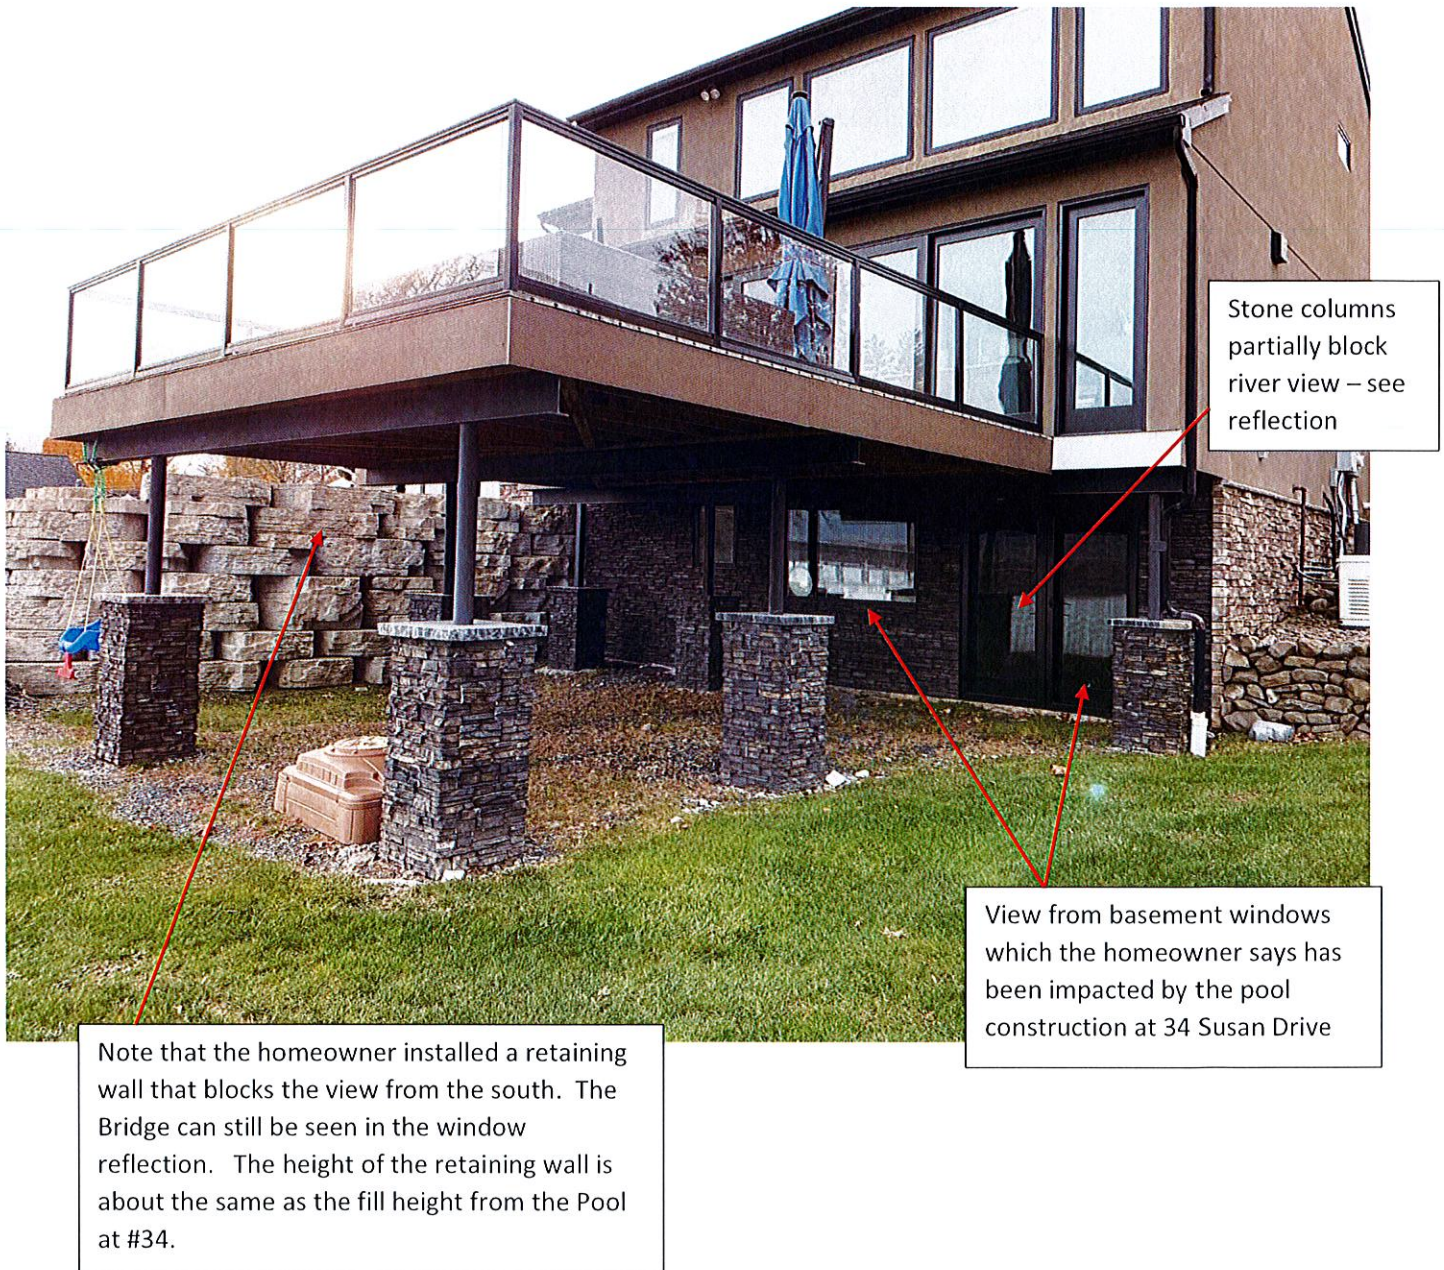 Stone columns
partially block
river view – see
reflection
View from basement windows
which the homeowner says has
been impacted by the pool
construction at 34 Susan Drive
Note that the homeowner installed a retaining
wall that blocks the view from the south.  The
Bridge can still be seen in the window
reflection.   The height of the retaining wall is
about the same as the fill height from the Pool
at #34.